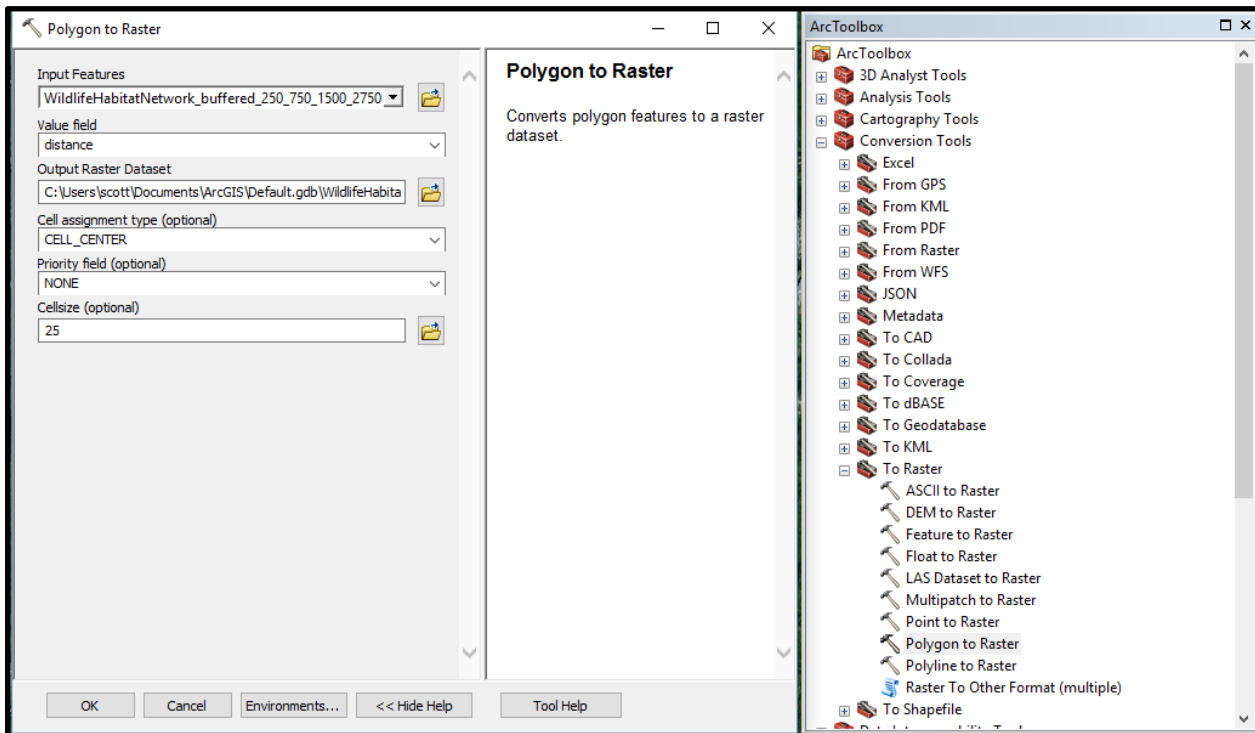 Polygon to Raster
Input Features
WildlifeHabitatNetwork_buffered_250_750_1500_2750
Value field
distance
Output Raster Dataset
C:\Users\scott\Documents\ArcGIS\Default.gdb\WildlifeHabita
Cell assignment type (optional)
CELL_CENTER
Priority field (optional)
NONE
Cellsize (optional)
25
OK
Cancel
Environments...
<< Hide Help
Polygon to Raster
Converts polygon features to a raster
dataset.
Tool Help
ArcToolbox
ArcToolbox
3D Analyst Tools
Analysis Tools
Cartography Tools
Conversion Tools
Excel
From GPS
From KML
From PDF
From Raster
From WFS
JSON
Metadata
To CAD
To Collada
To Coverage
To dBASE
To Geodatabase
To KML
To Raster
ASCII to Raster
DEM to Raster
Feature to Raster
Float to Raster
LAS Dataset to Raster
Multipatch to Raster
Point to Raster
Polygon to Raster
Polyline to Raster
Raster To Other Format (multiple)
To Shapefile